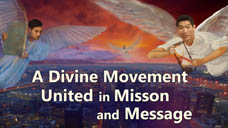 A Divine Movement
United in Misson
and Message